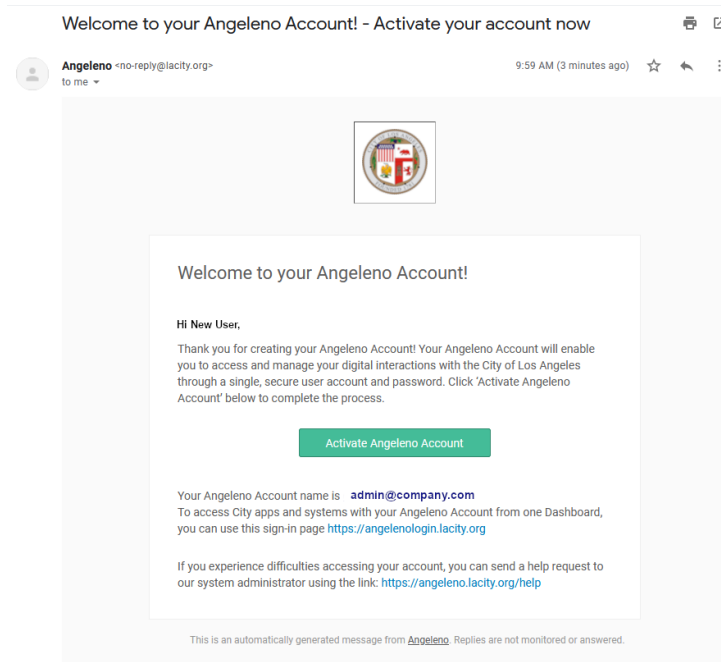 Welcome to your Angeleno Account! - Activate your account now
Angeleno <no-reply@lacity.org>
9:59 AM (3 minutes ago)
to me
Welcome to your Angeleno Account!
Hi New User,
Thank you for creating your Angeleno Account! Your Angeleno Account will enable
you to access and manage your digital interactions with the City of Los Angeles
through a single, secure user account and password. Click 'Activate Angeleno
Account' below to complete the process.
Activate Angeleno Account
Your Angeleno Account name is admin@company.com
To access City apps and systems with your Angeleno Account from one Dashboard,
you can use this sign-in page https://angelenologin.lacity.org
If you experience difficulties accessing your account, you can send a help request to
our system administrator using the link: https://angeleno.lacity.org/help
This is an automatically generated message from Angeleno. Replies are not monitored or answered.